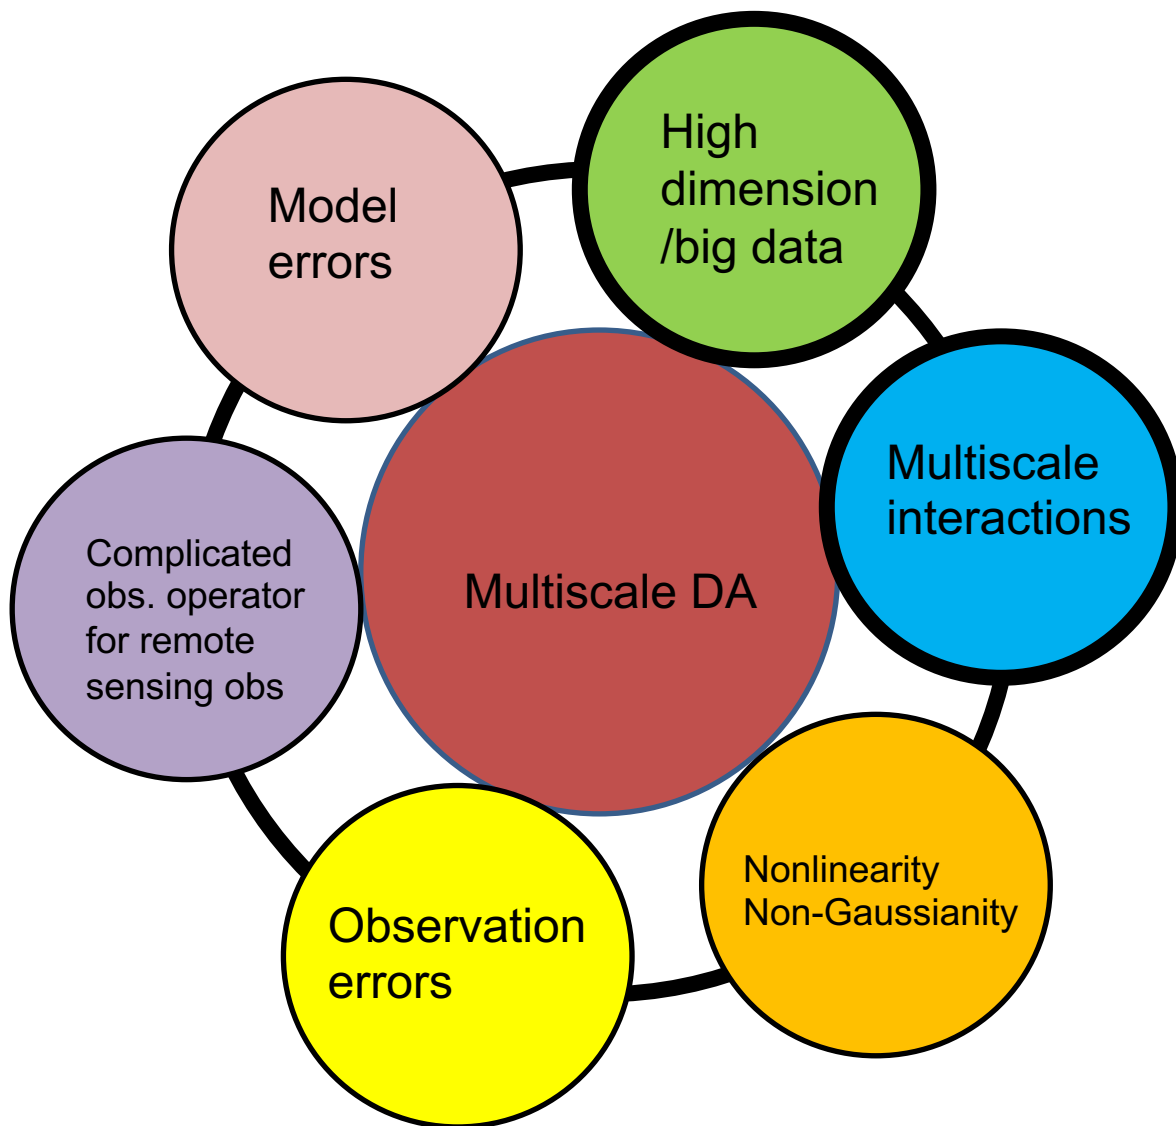 High
dimension
/big data
Model
errors
Multiscale
interactions
Complicated
obs. operator
for remote
sensing obs
Multiscale DA
Nonlinearity
Non-Gaussianity
Observation
errors